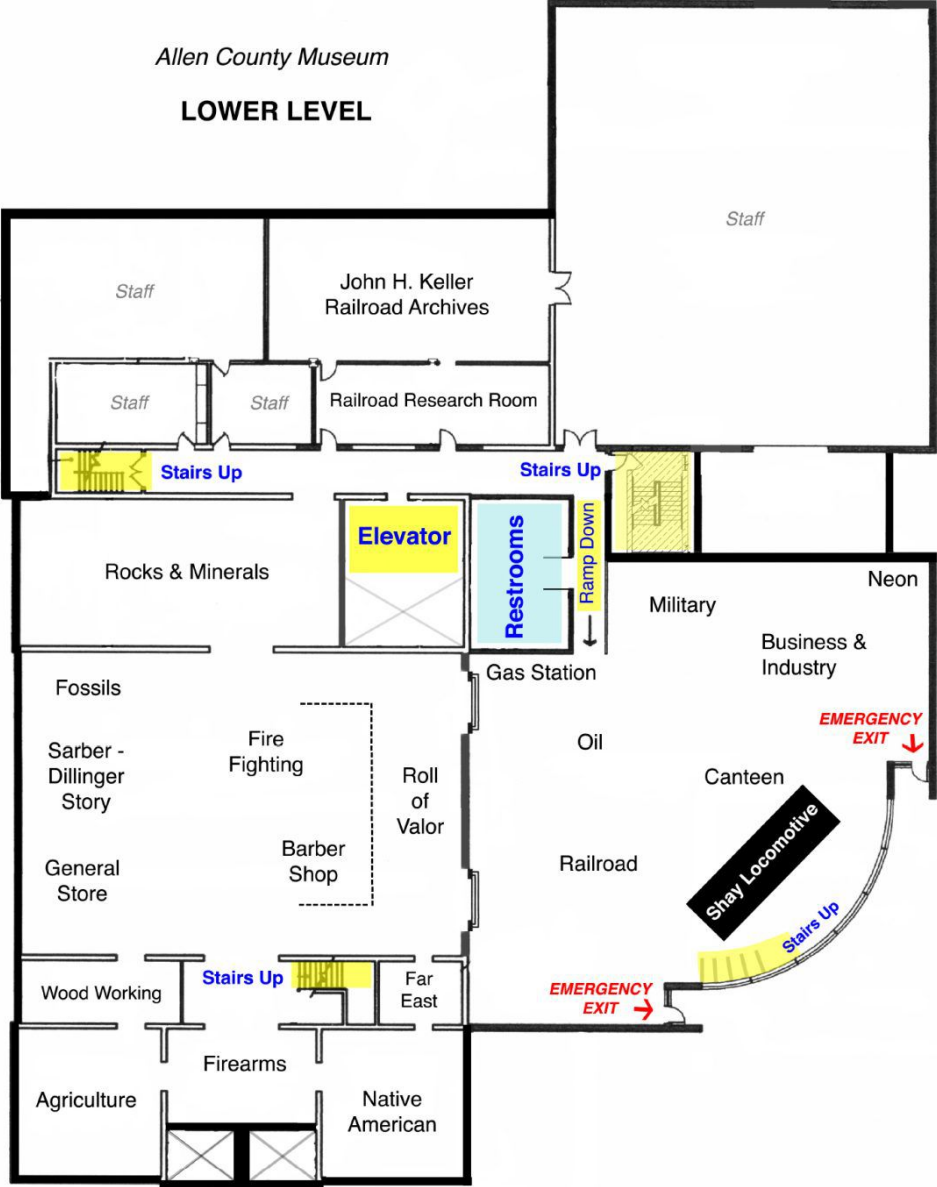 Allen County Museum
LOWER LEVEL
Staff
Staff
John H. Keller
Railroad Archives
Staff
Staff
Railroad Research Room
Stairs Up
Stairs Up
Elevator
Restrooms
Ramp Down
Rocks & Minerals
Neon
Military
Business &
Industry
Gas Station
Fossils
EMERGENCY
EXIT
Fire
Fighting
Oil
Sarber -
Dillinger
Story
Roll
of
Valor
Canteen
Barber
Shop
General
Store
Railroad
Shay Locomotive
Stairs Up
Stairs Up
Wood Working
Far
East
EMERGENCY
EXIT
Firearms
Agriculture
Native
American